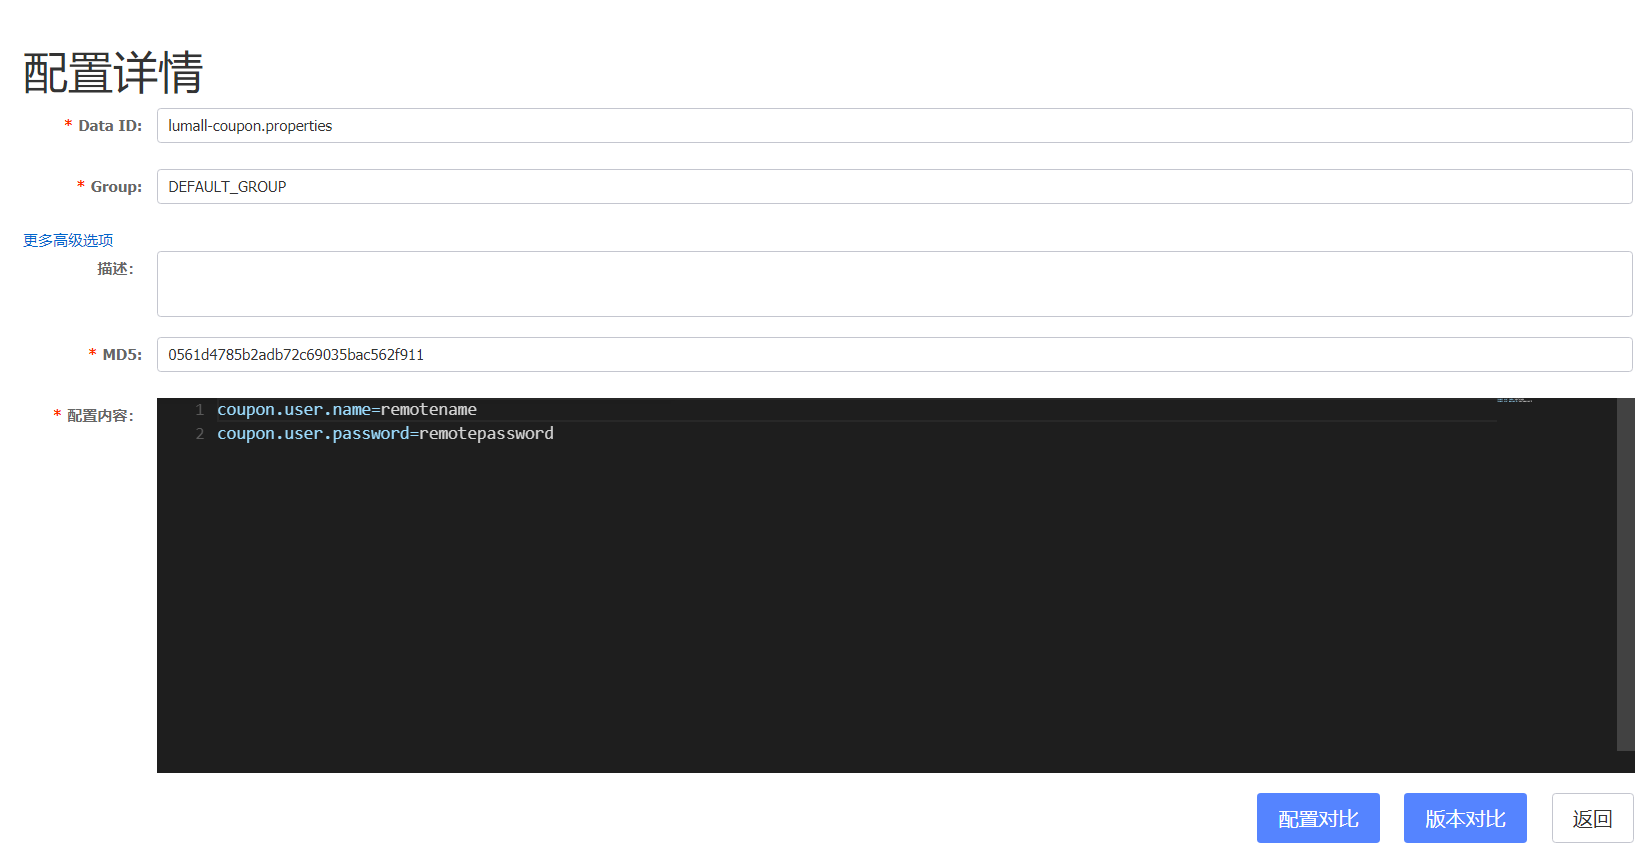 配置详情
* Data ID: lumall-coupon.properties
* Group: DEFAULT_GROUP
更多高级选项
描述:
* MD5: 0561d4785b2adb72c69035bac562f911
* 配置内容:
1 coupon.user.name=remotename
2 coupon.user.password=remotepassword
配置对比 版本对比 返回